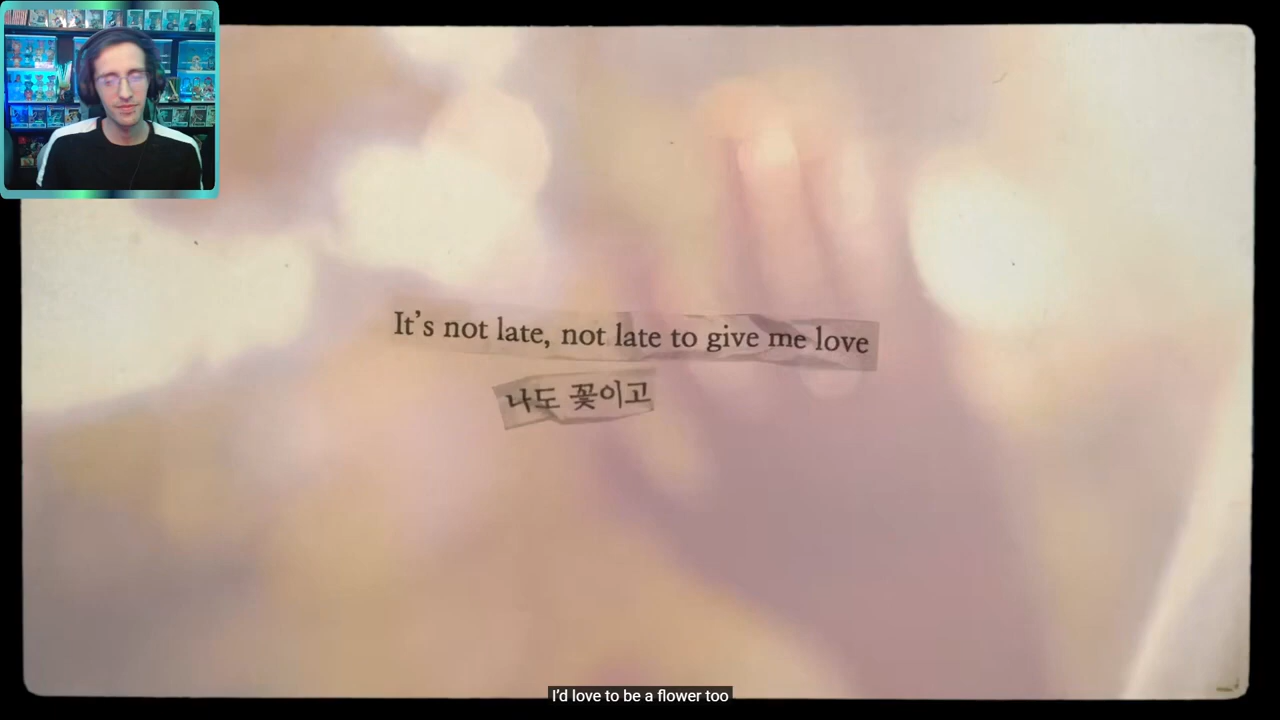 It's not late, not late to give me love
나도 꽃이고
I'd love to be a flower too